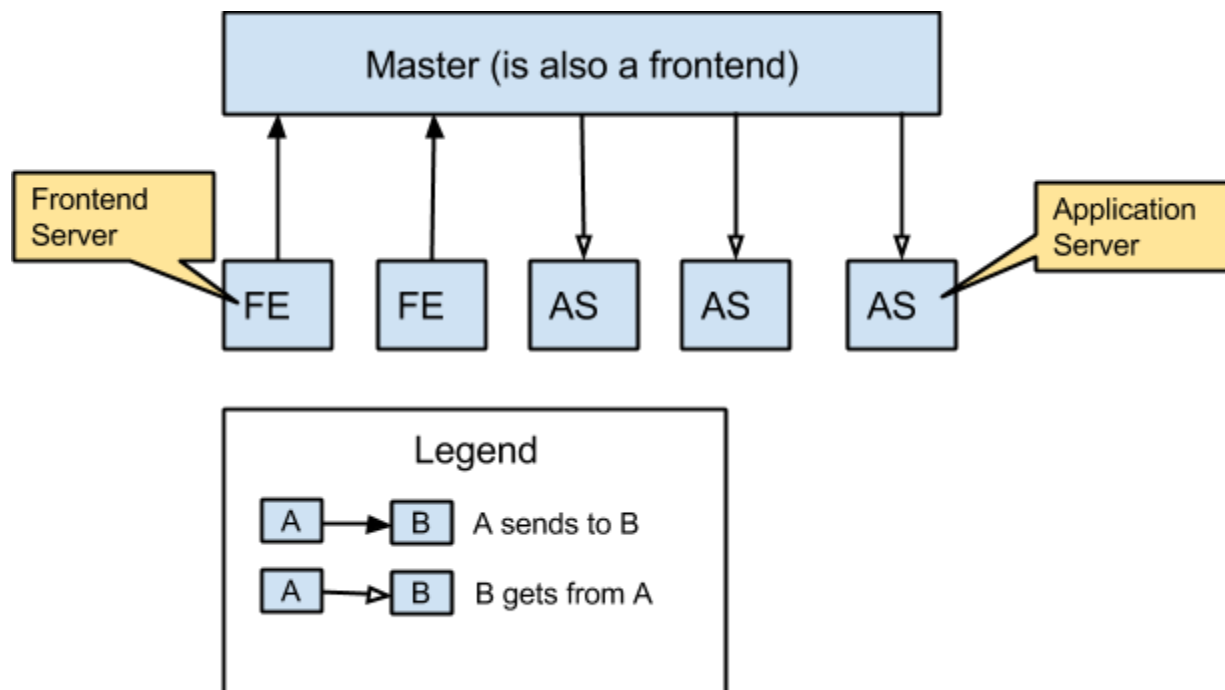 Master (is also a frontend)
Frontend
Server
Application
Server
FE
FE
AS
AS
AS
Legend
A
B
A sends to B
A
B
B gets from A